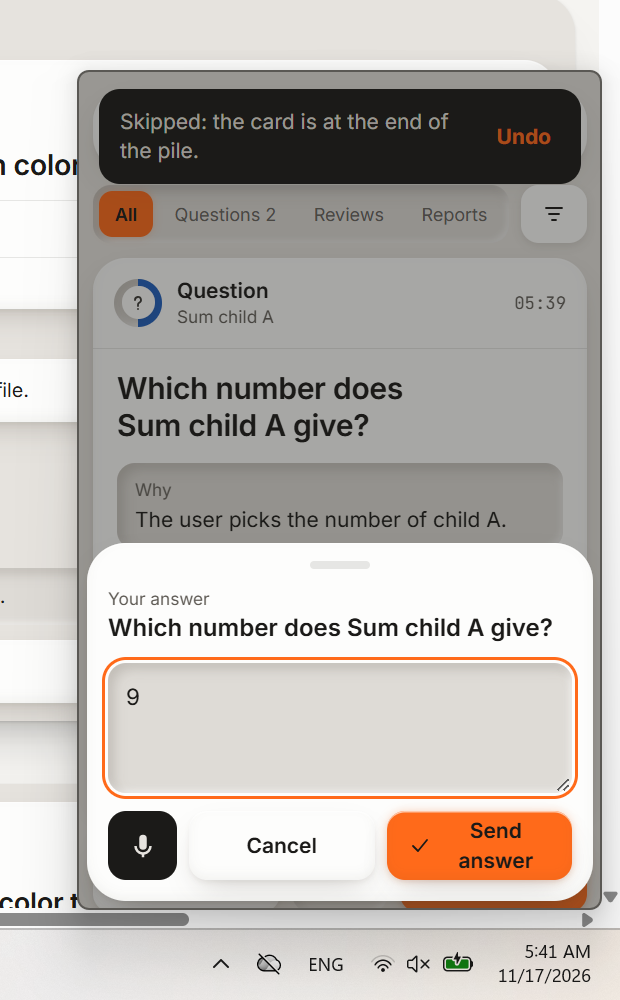 Skipped: the card is at the end of
the pile.
Undo
n color
All
Questions 2
Reviews
Reports
?
Question
Sum child A
05:39
Which number does
Sum child A give?
file.
Why
The user picks the number of child A.
.
Your answer
Which number does Sum child A give?
9
Cancel
Send
answer
color t
ENG
5:41 AM
11/17/2026